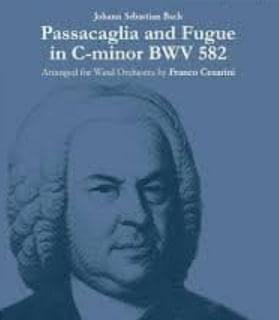 Johann Sebastian Bach
Passacaglia and Fugue
in C-minor BWV 582
Arranged for Wind Orchestra by Franco Cesarini